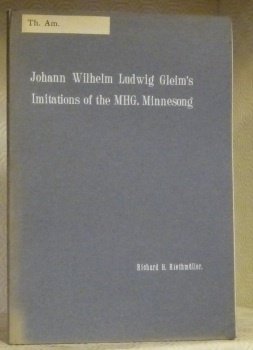 Th. Am.
Johann Wilhelm Ludwig Gleim's
Imitations of the MHG. Minnesong
Richard H. Riethmüller.